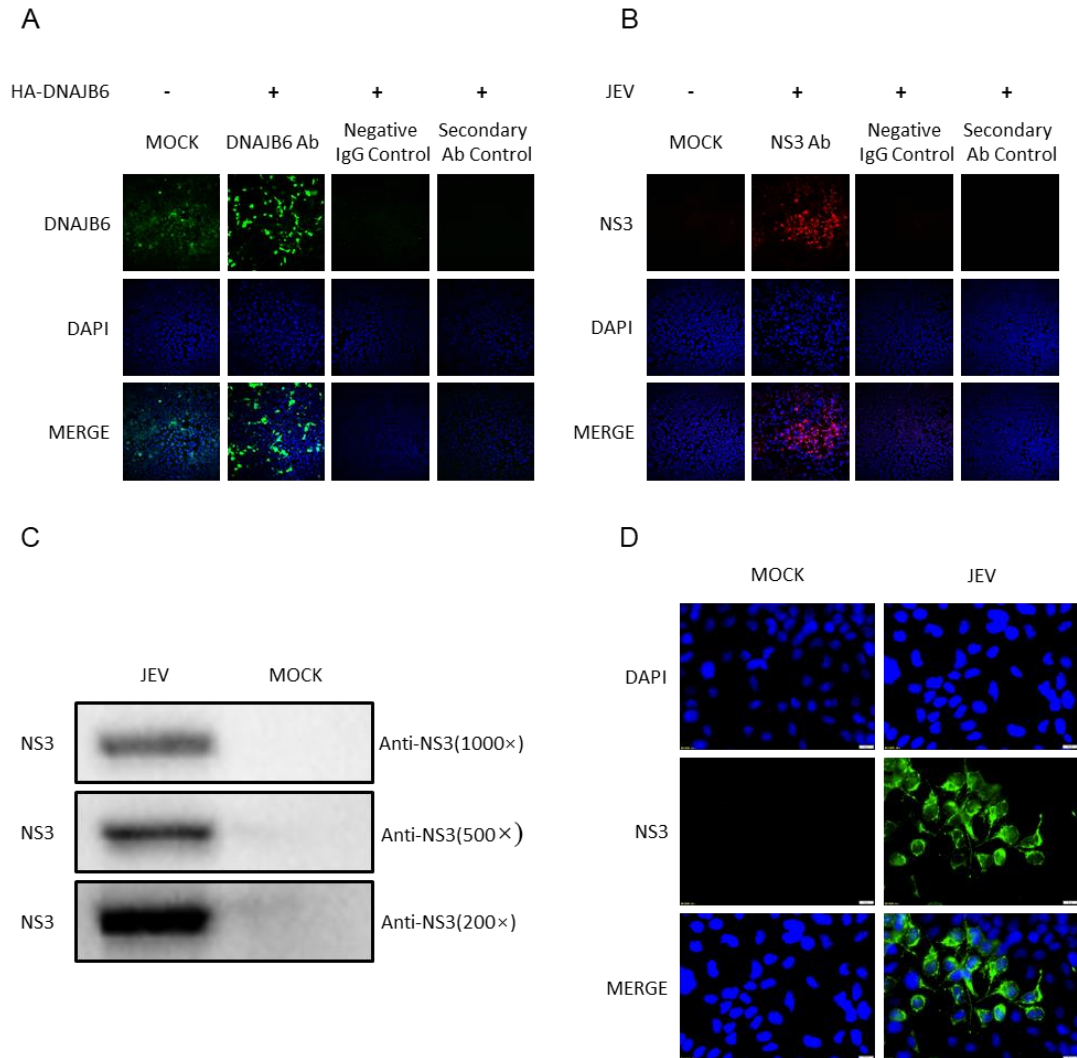 A
HA-DNAJB6 - + + +
MOCK DNAJB6 Ab Negative IgG Control Secondary Ab Control
DNAJB6
DAPI
MERGE
B
JEV - + + +
MOCK NS3 Ab Negative IgG Control Secondary Ab Control
NS3
DAPI
MERGE
C
JEV MOCK
NS3 Anti-NS3(1000×)
NS3 Anti-NS3(500×)
NS3 Anti-NS3(200×)
D
MOCK JEV
DAPI
NS3
MERGE